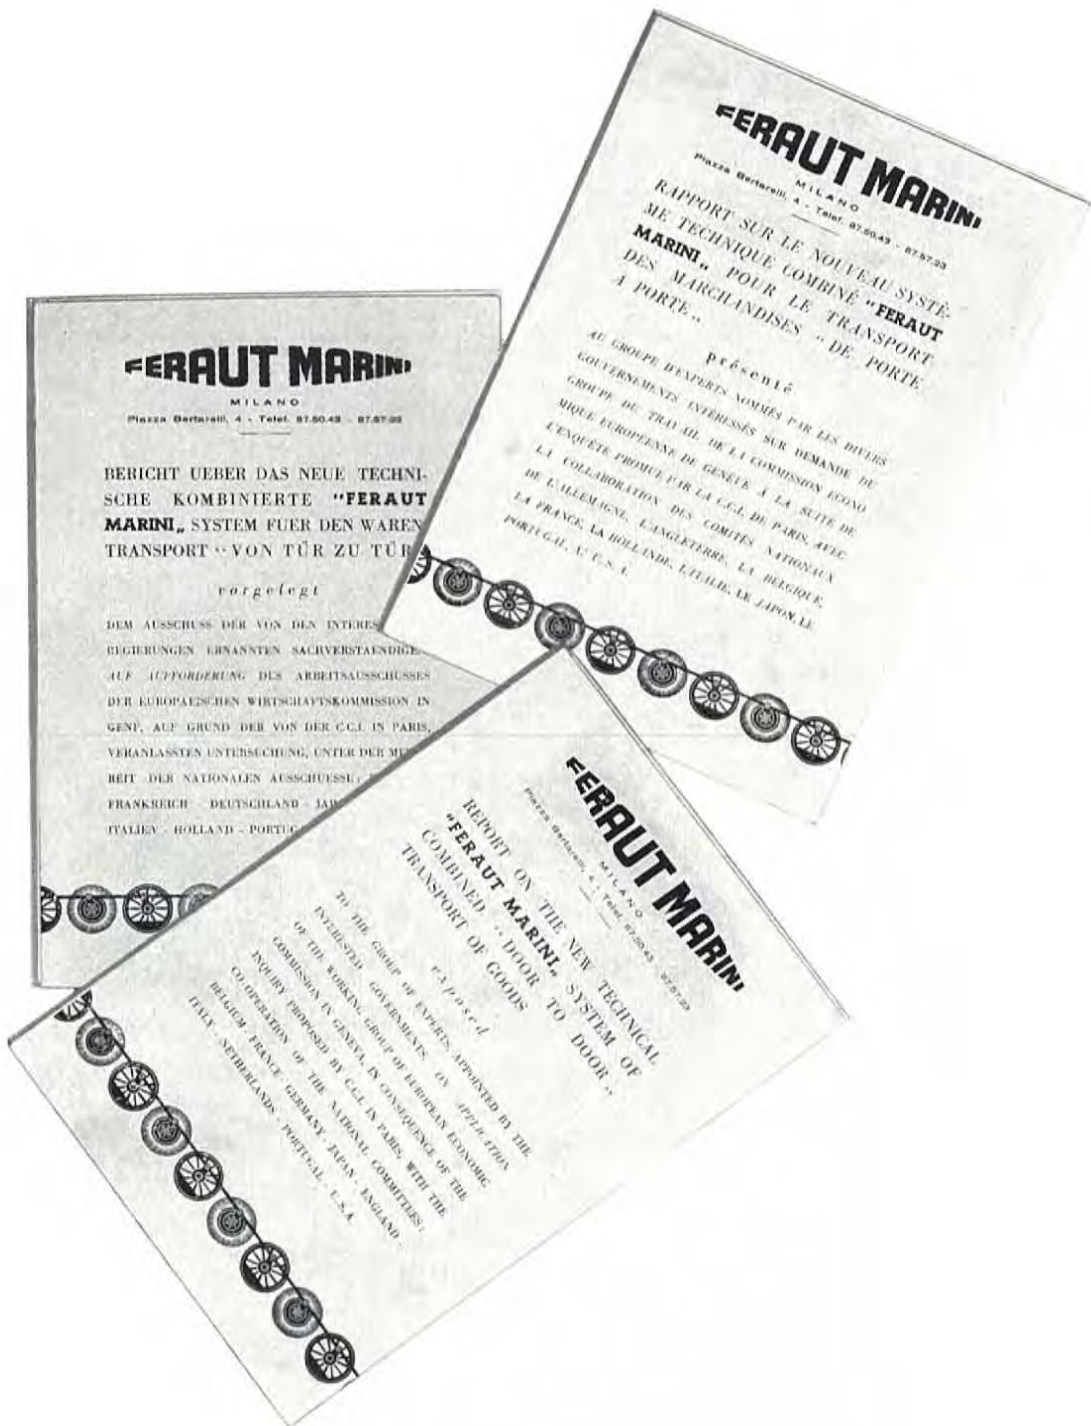 FERAUT MARINI
MILANO
Piazza Bertarelli, 4 - Telef. 87.50.43 - 87.57.23
BERICHT UEBER DAS NEUE TECHNI-
SCHE KOMBINIERTE "FERAUT
MARINI„ SYSTEM FUER DEN WAREN
TRANSPORT “VON TÜR ZU TÜR
vorgelegt
DEM AUSSCHUSS DER VON DEN
REGIERUNGEN ERNANNTEN
AUF AUFFORDERUNG DES ARBEITSAUSSCHUSSES
DER EUROPAEISCHEN WIRTSCHAFTSKOMMISSION IN
GENF, AUF GRUND DER VON DER C.C.I. IN PARIS,
VERANLASSTEN UNTERSUCHUNG, UNTER DER
BEIT DER NATIONALEN
FRANKREICH - DEUTSCHLAND -
ITALIEN - HOLLAND -
FERAUT MARINI
MILANO
Piazza Bertarelli, 4 - Telef. 87.50.43 - 87.57.23
RAPPORT SUR LE NOUVEAU SYSTÈ-
ME TECHNIQUE COMBINÉ "FERAUT
MARINI„ POUR LE TRANSPORT
DES MARCHANDISES “DE PORTE
A PORTE„
présenté
AU GROUPE D'EXPERTS NOMMÉS PAR LES DIVERS
GOUVERNEMENTS INTÉRESSÉS SUR DEMANDE DU
GROUPE DE TRAVAIL DE LA COMMISSION ÉCONO
MIQUE EUROPÉENNE DE GENÈVE A LA SUITE DE
L'ENQUÊTE PROMUE PAR LA C.C.I. DE PARIS, AVEC
LA COLLABORATION DES COMITÉS NATIONAUX
DE L'ALLEMAGNE, L'ANGLETERRE, LA BELGIQUE,
LA FRANCE, LA HOLLANDE, L'ITALIE, LE JAPON, LE
PORTUGAL, U.S.A.
FERAUT MARINI
MILANO
Piazza Bertarelli, 4 - Telef. 87.50.43 - 87.57.23
REPORT ON THE NEW TECHNICAL
"FERAUT MARINI„ SYSTEM OF
COMBINED “DOOR TO DOOR„
TRANSPORT OF GOODS
exposed
TO THE GROUP OF EXPERTS, APPOINTED BY THE
INTERESTED GOVERNMENTS, ON APPLICATION
OF THE WORKING GROUP OF EUROPEAN ECONOMIC
COMMISSION IN GENEVA, IN CONSEQUENCE OF THE
INQUIRY PROPOSED BY C.C.I. IN PARIS, WITH THE
CO-OPERATION OF THE NATIONAL COMMITTEES:
BELGIUM - FRANCE - GERMANY - JAPAN - ENGLAND -
ITALY - NETHERLANDS - PORTUGAL - U.S.A.